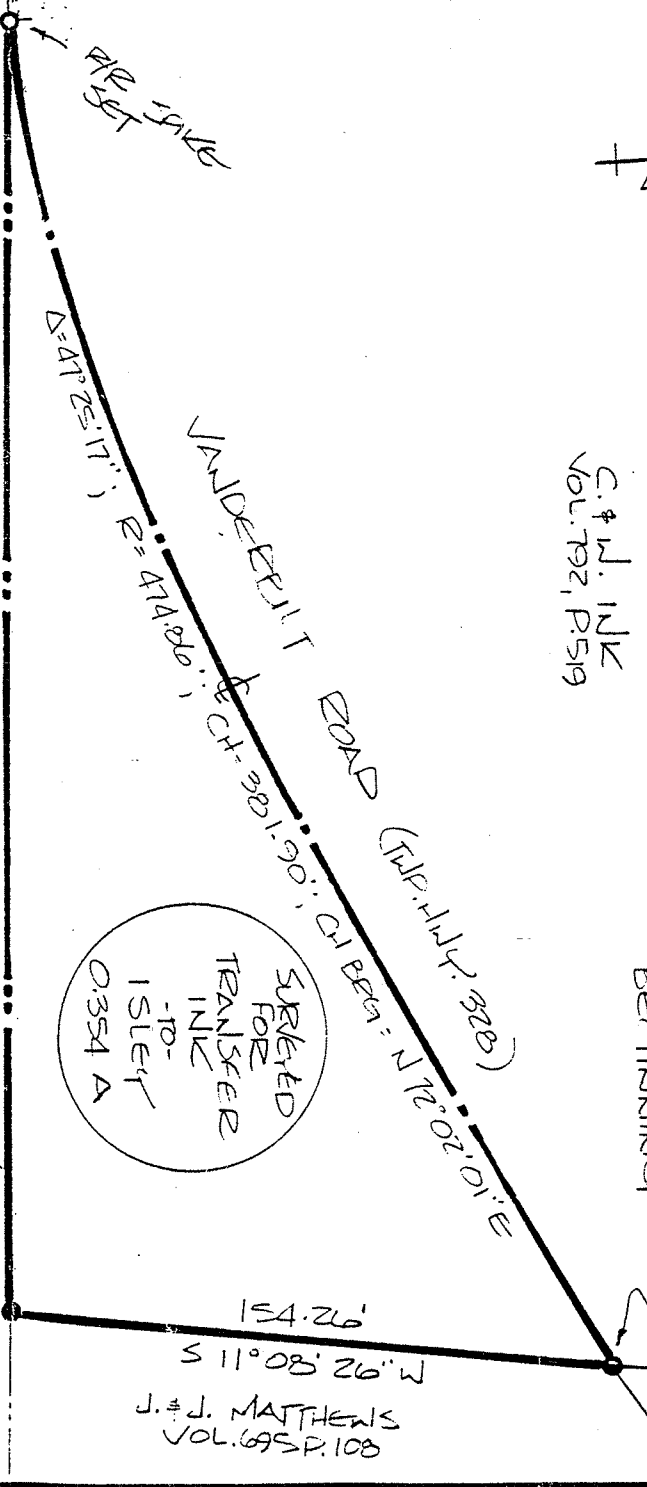 SPIKE
SET
C. & W. INK
VOL. 792, P. 519
VANDERBILT ROAD (TWP. HWY. 328)
Δ=47°25'17"; R=474.86'; CH=381.90'; CH BRG: N 72°02'01" E
SURVEYED
FOR
TRANSFER
INK
-TO-
ISLEY
0.354 A
154.26'
S 11°08'26" W
J. & J. MATTHEWS
VOL. 695 P. 108